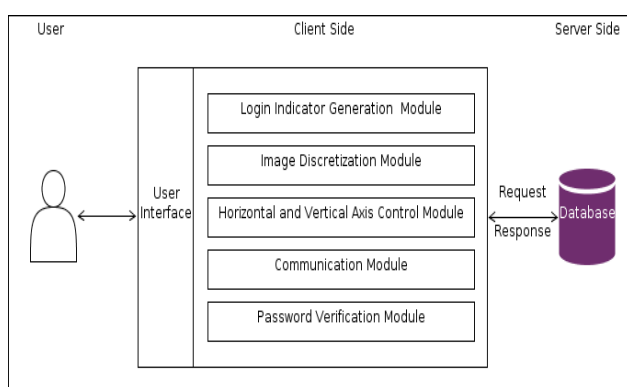 User
Client Side
Server Side
Login Indicator Generation Module
Image Discretization Module
User
Interface
Horizontal and Vertical Axis Control Module
Communication Module
Password Verification Module
Request
Response
Database